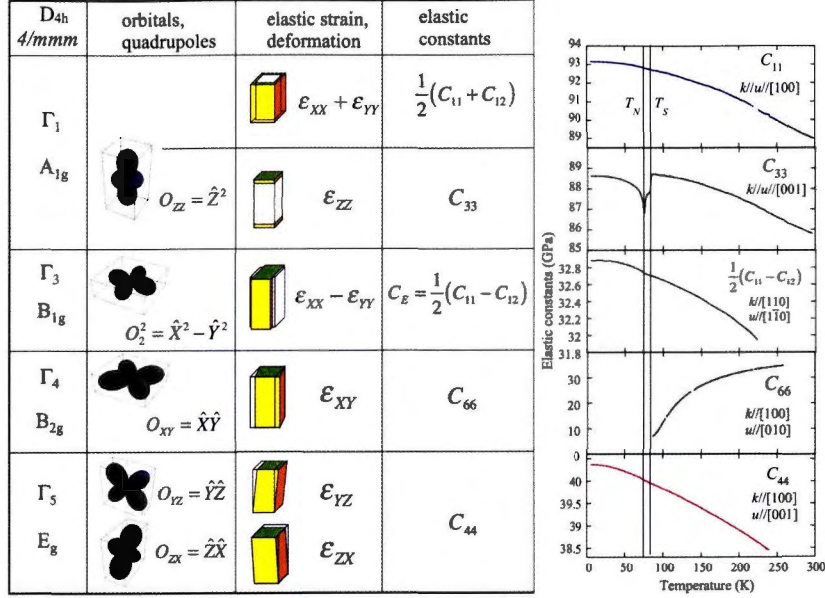 D4h
4/mmm
orbitals,
quadrupoles
elastic strain,
deformation
elastic
constants
Γ1
A1g
εXX + εYY
1/2(C11 + C12)
OZZ = Ẑ²
εZZ
C33
Γ3
B1g
O₂² = X̂² − Ŷ²
εXX − εYY
CE = 1/2(C11 − C12)
Γ4
B2g
OXY = X̂Ŷ
εXY
C66
Γ5
Eg
OYZ = ŶẐ
εYZ
OZX = ẐX̂
εZX
C44
Elastic constants (GPa)
93
92
91
90
89
C11
k//u//[100]
TN
TS
88
87
86
85
C33
k//u//[001]
32.8
32.6
32.4
32.2
32
31.8
1/2(C11 − C12)
k//[110]
u//[11̄0]
30
20
10
0
C66
k//[100]
u//[010]
40
39.5
39
38.5
C44
k//[100]
u//[001]
0 50 100 150 200 250 300
Temperature (K)